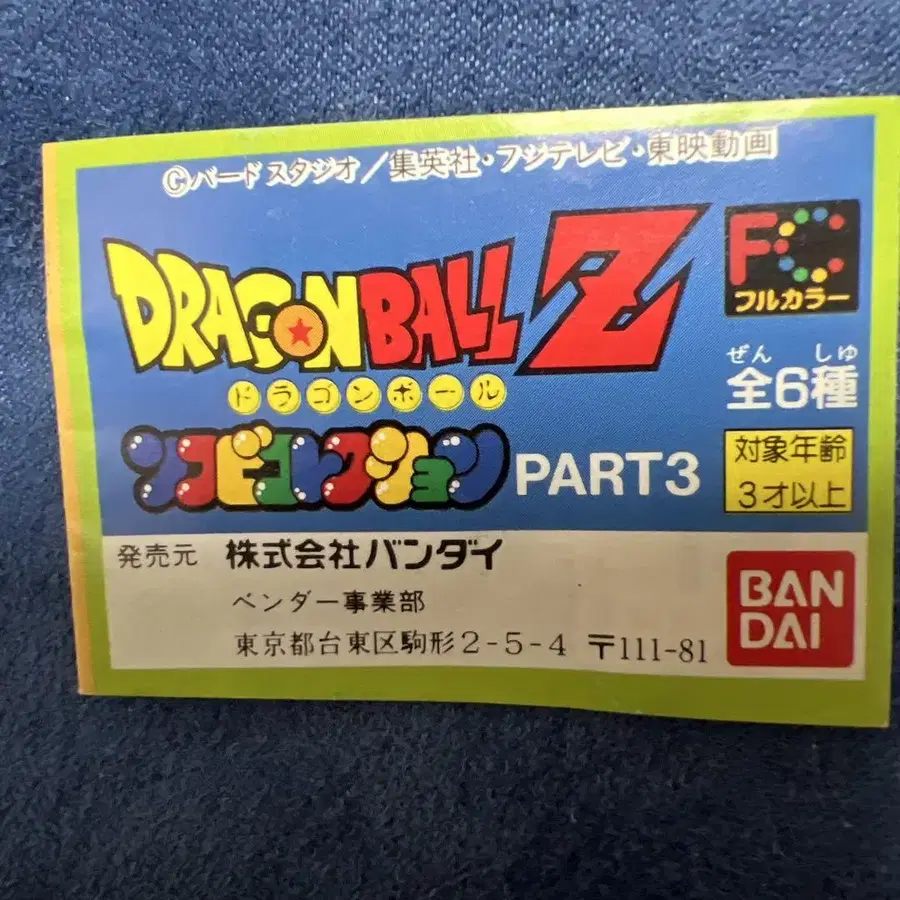 ©バードスタジオ/集英社・フジテレビ・東映動画
DRAGON BALL Z
ドラゴンボール
ソフビコレクション PART3
FC
フルカラー
ぜん しゅ
全6種
対象年齢
3才以上
発売元 株式会社バンダイ
ベンダー事業部
東京都台東区駒形2-5-4 〒111-81
BAN
DAI